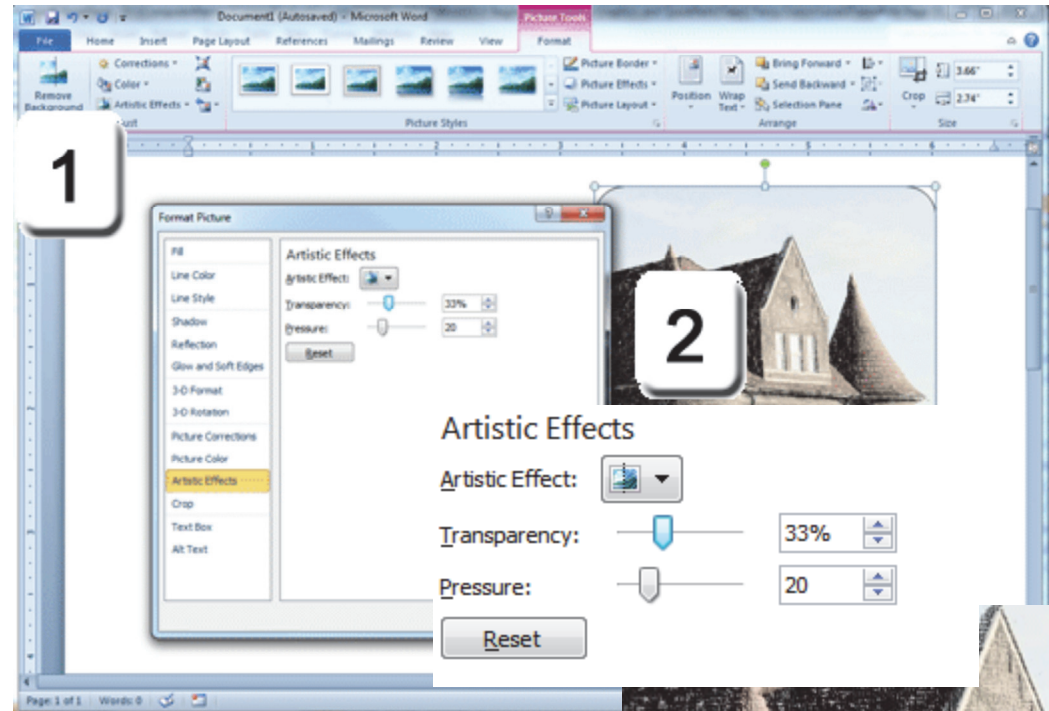 Document1 (Autosaved) - Microsoft Word
Picture Tools
File Home Insert Page Layout References Mailings Review View Format
Remove Background
Corrections
Color
Artistic Effects
Picture Styles
Picture Border
Picture Effects
Picture Layout
Position
Wrap Text
Bring Forward
Send Backward
Selection Pane
Arrange
Crop
3.66"
2.74"
Size
1
Format Picture
Fill
Line Color
Line Style
Shadow
Reflection
Glow and Soft Edges
3-D Format
3-D Rotation
Picture Corrections
Picture Color
Artistic Effects
Crop
Text Box
Alt Text
Artistic Effects
Artistic Effect:
Transparency: 33%
Pressure: 20
Reset
2
Artistic Effects
Artistic Effect:
Transparency: 33%
Pressure: 20
Reset
Page: 1 of 1 Words: 0